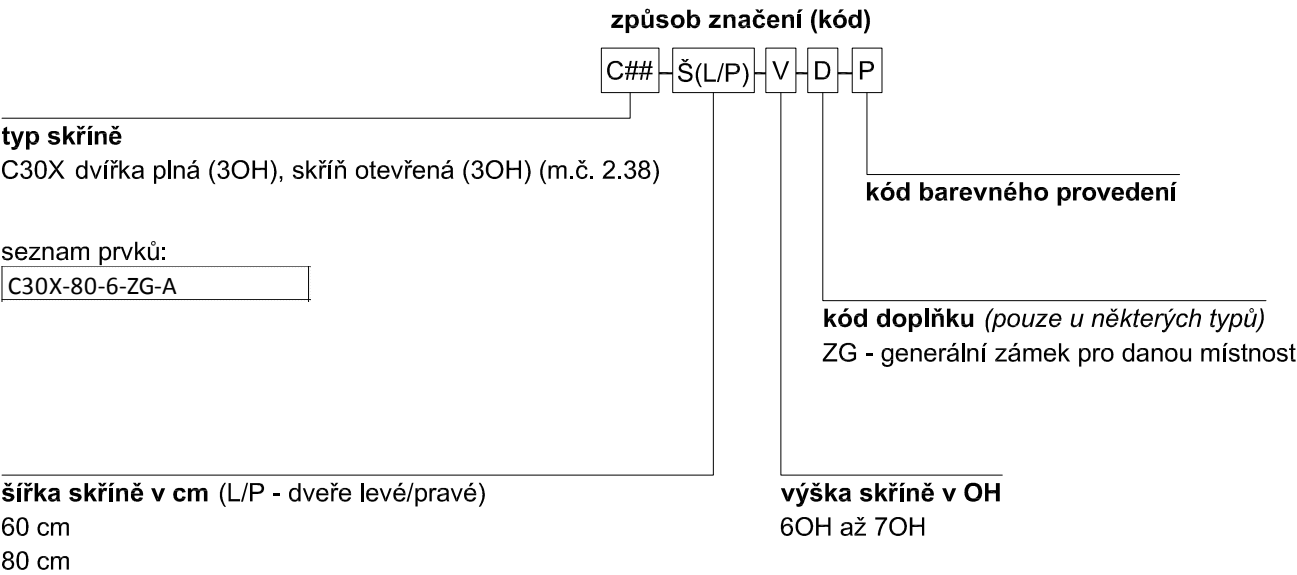 způsob značení (kód)
C## Š(L/P) V D P
typ skříně
C30X dvířka plná (3OH), skříň otevřená (3OH) (m.č. 2.38)
kód barevného provedení
seznam prvků:
C30X-80-6-ZG-A
kód doplňku (pouze u některých typů)
ZG - generální zámek pro danou místnost
šířka skříně v cm (L/P - dveře levé/pravé)
60 cm
80 cm
výška skříně v OH
6OH až 7OH